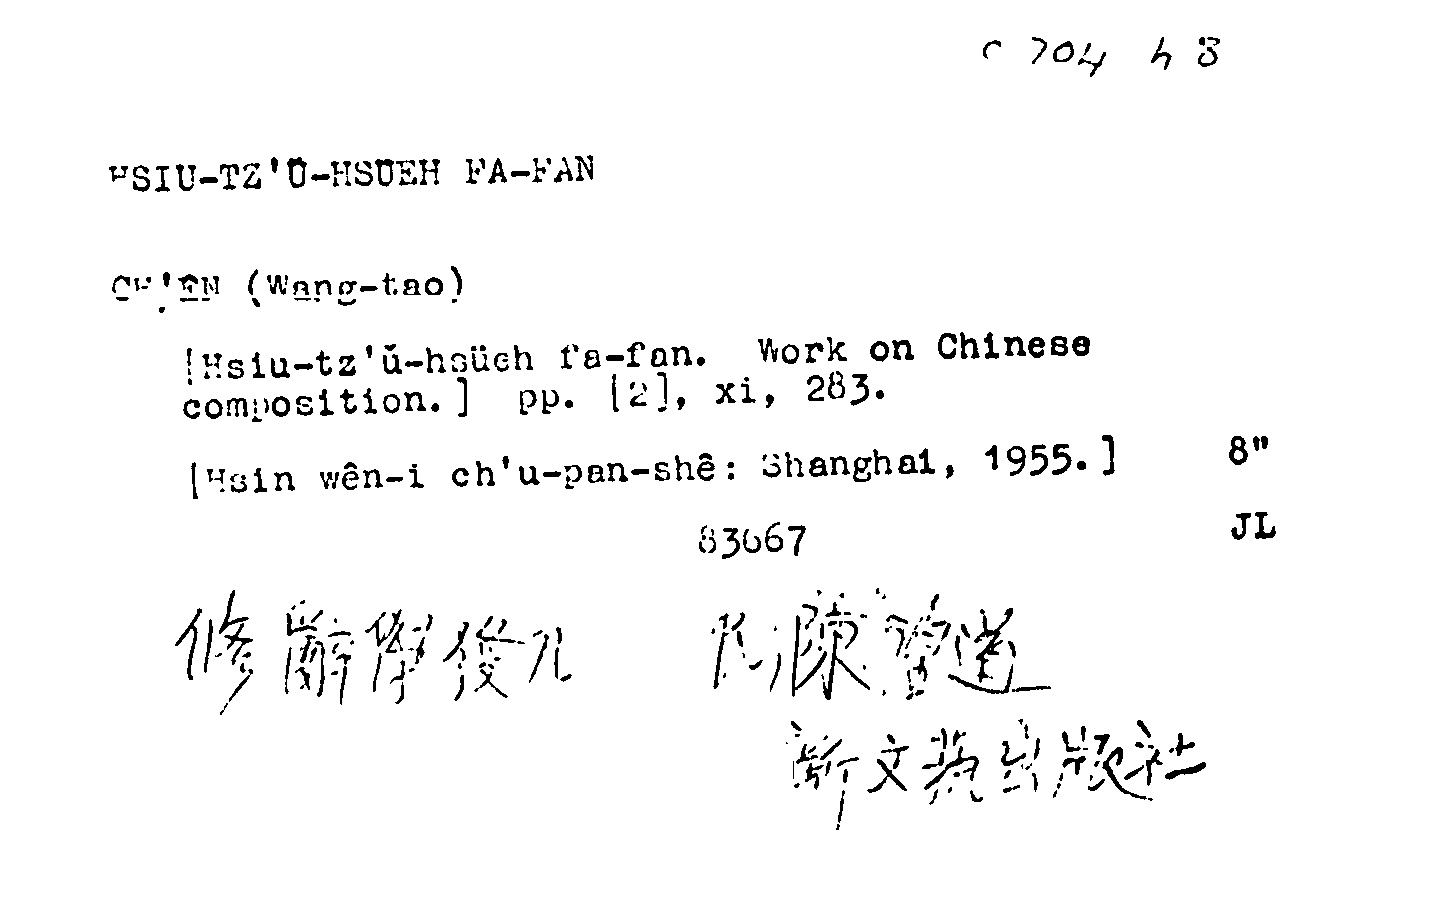 c 704 h 8
HSIU-TZ'Ŭ-HSÜEH FA-FAN
CH'ÊN (Wang-tao)
[Hsiu-tz'ŭ-hsüeh fa-fan. Work on Chinese
composition.] pp. [2], xi, 283.
[Hsin wên-i ch'u-pan-shê: Shanghai, 1955.] 8"
83667 JL
修辭學發凡 陳望道
新文藝出版社